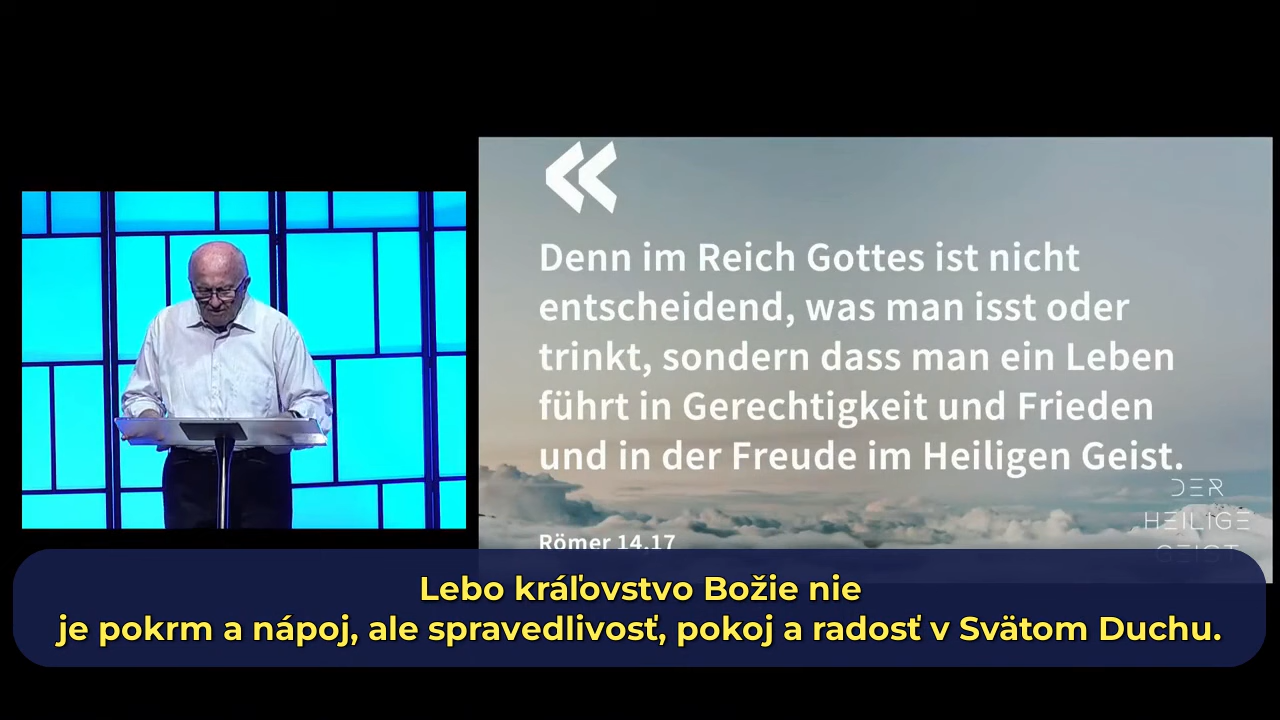 «
Denn im Reich Gottes ist nicht
entscheidend, was man isst oder
trinkt, sondern dass man ein Leben
führt in Gerechtigkeit und Frieden
und in der Freude im Heiligen Geist.
Römer 14,17
DER
HEILIGE
GEIST
Lebo kráľovstvo Božie nie
je pokrm a nápoj, ale spravedlivosť, pokoj a radosť v Svätom Duchu.